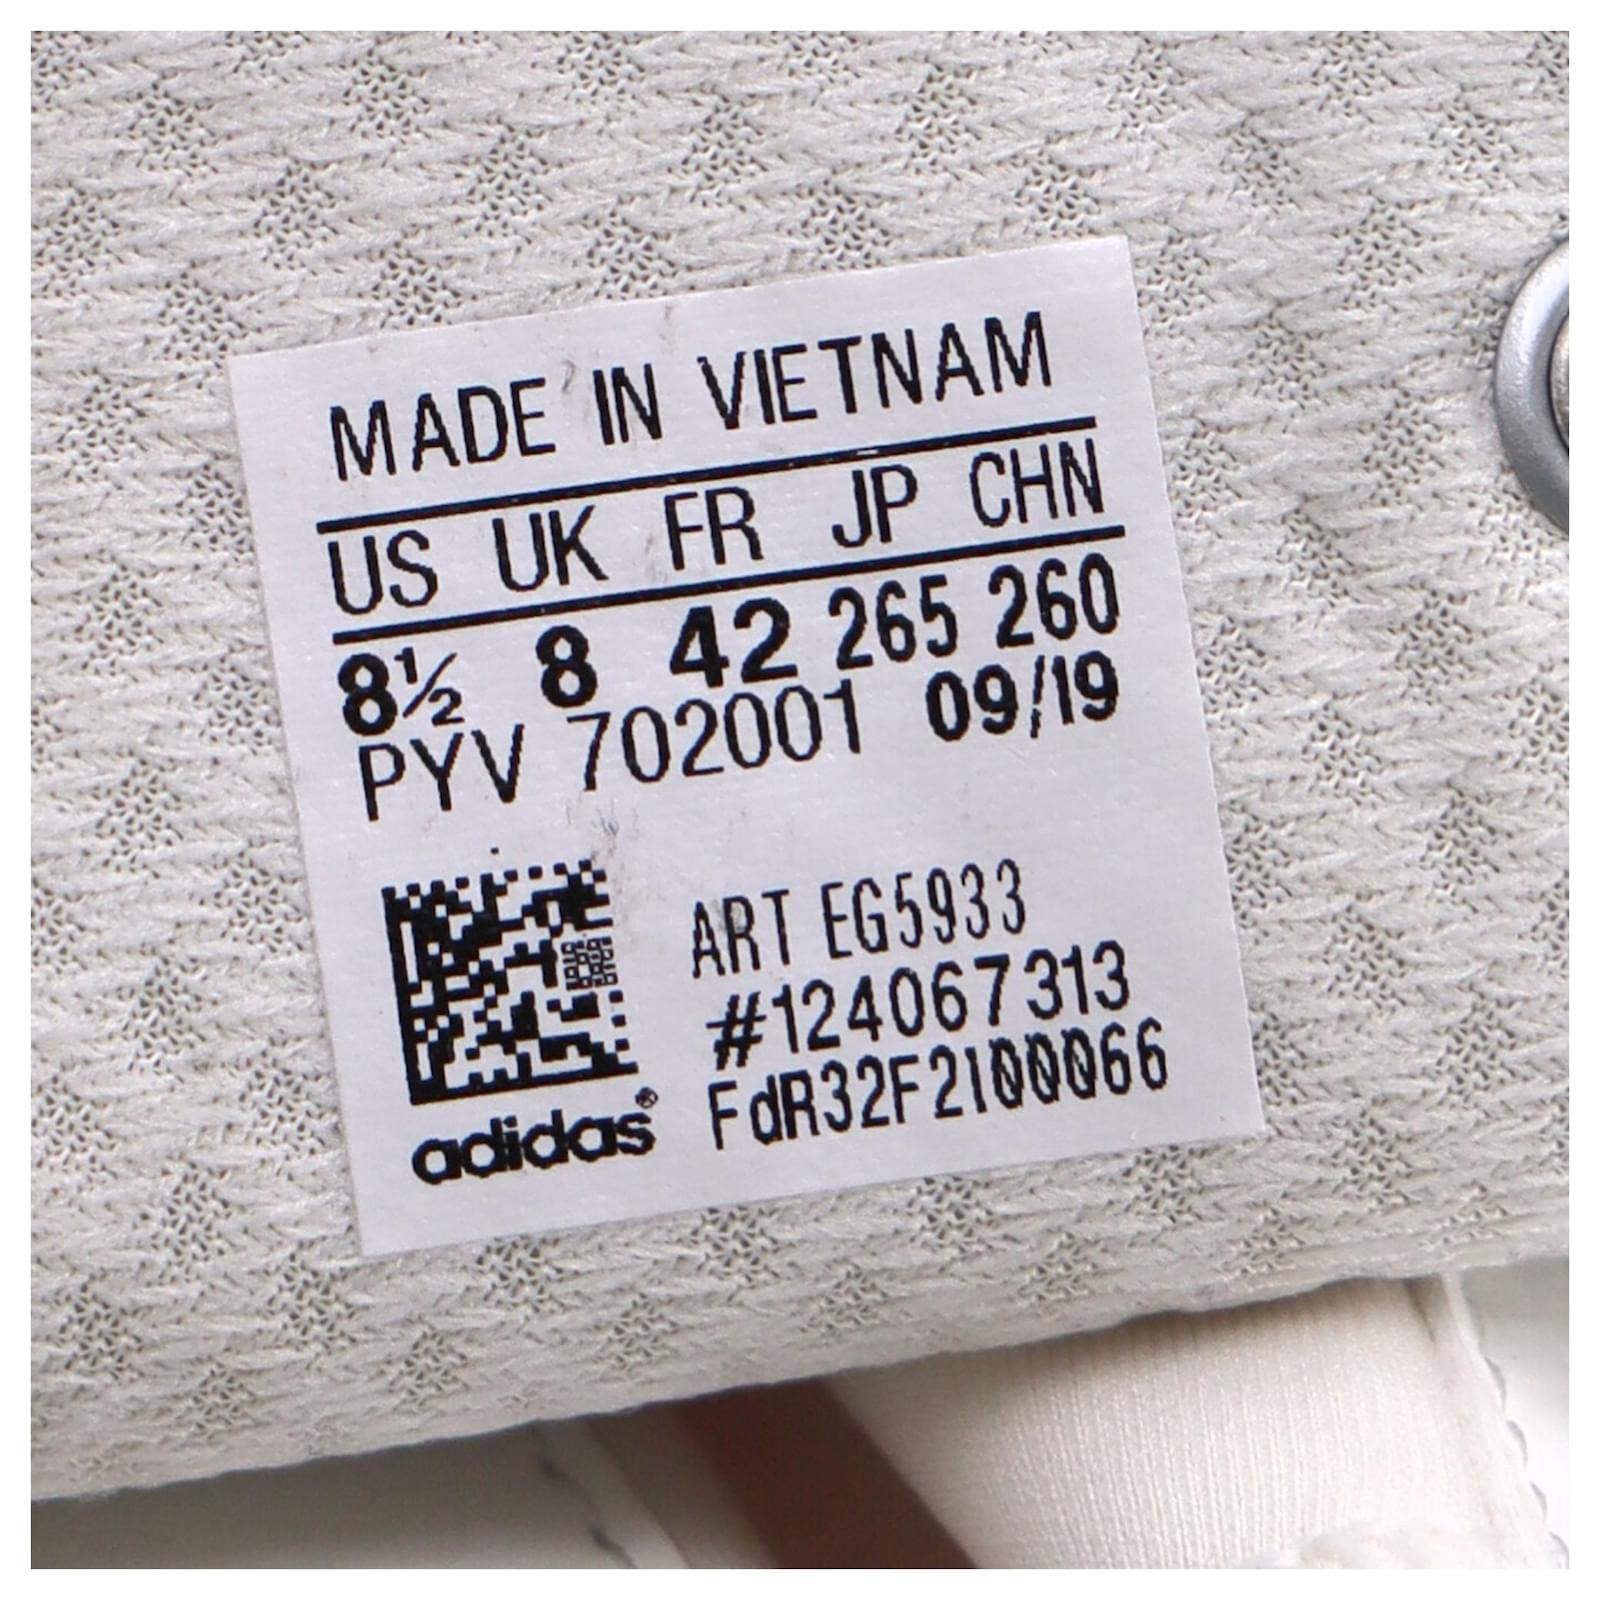 MADE IN VIETNAM
US UK FR JP CHN
8½ 8 42 265 260
PYV 702001 09/19
ART EG5933
#124067313
FdR32F2I00066
adidas®